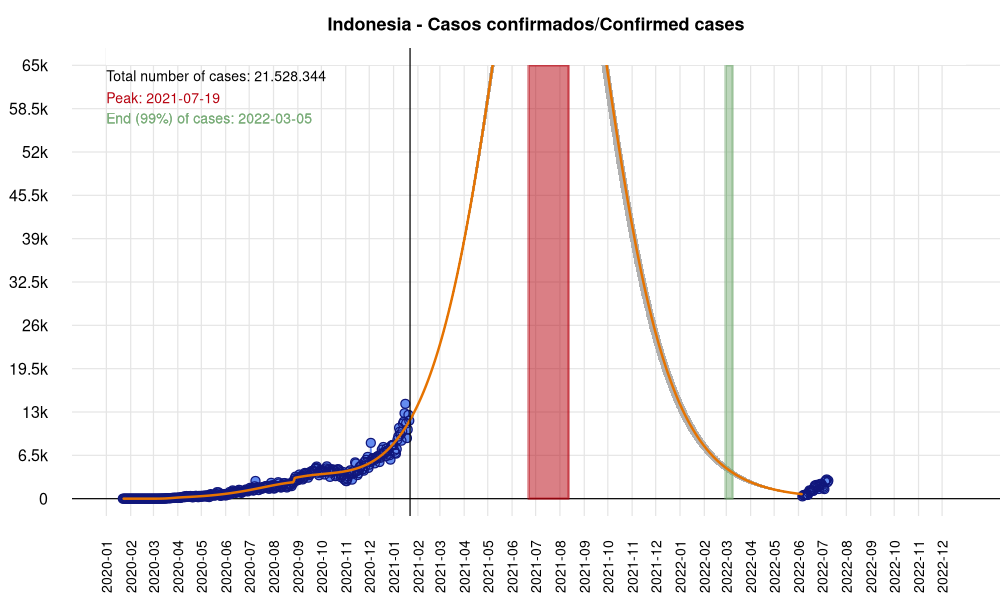 Indonesia - Casos confirmados/Confirmed cases
Total number of cases: 21.528.344
Peak: 2021-07-19
End (99%) of cases: 2022-03-05
65k
58.5k
52k
45.5k
39k
32.5k
26k
19.5k
13k
6.5k
0
2020-01
2020-02
2020-03
2020-04
2020-05
2020-06
2020-07
2020-08
2020-09
2020-10
2020-11
2020-12
2021-01
2021-02
2021-03
2021-04
2021-05
2021-06
2021-07
2021-08
2021-09
2021-10
2021-11
2021-12
2022-01
2022-02
2022-03
2022-04
2022-05
2022-06
2022-07
2022-08
2022-09
2022-10
2022-11
2022-12